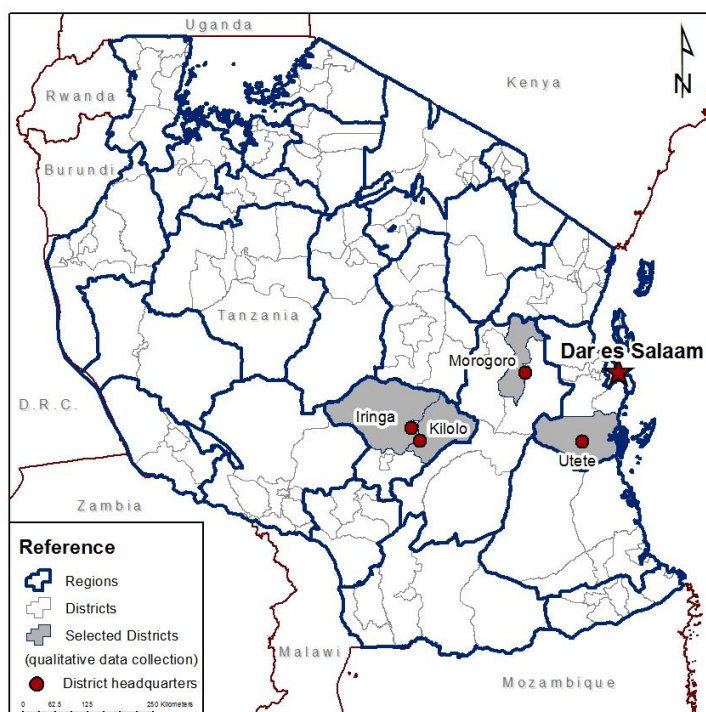 Uganda
Kenya
N
Rwanda
Burundi
Tanzania
Morogoro
Dar es Salaam
D.R.C.
Iringa
Kilolo
Utete
Zambia
Reference
Regions
Districts
Selected Districts
(qualitative data collection)
District headquarters
0 62.5 125 250 Kilometers
Malawi
Mozambique